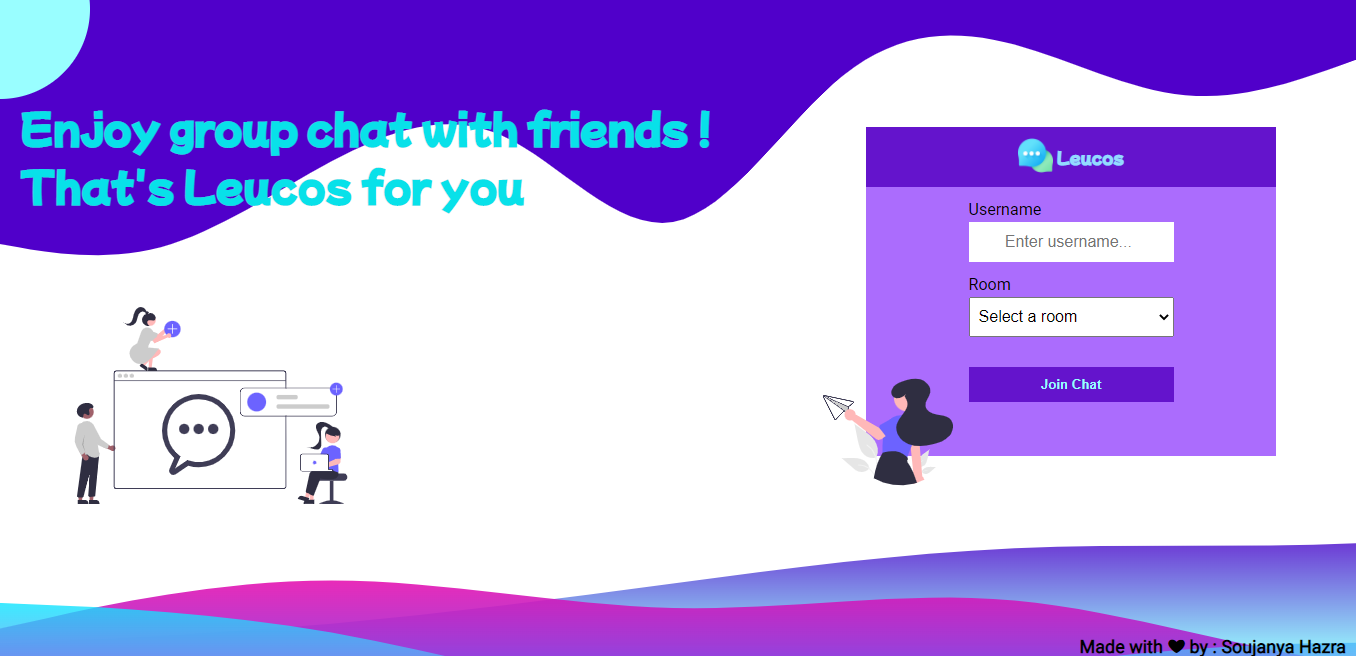 Enjoy group chat with friends !
That's Leucos for you
Leucos
Username
Enter username...
Room
Select a room
Join Chat
Made with ❤ by : Soujanya Hazra